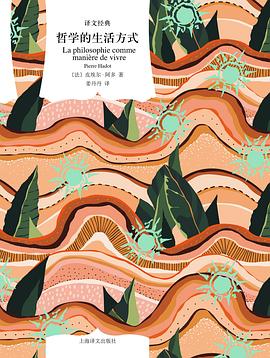 译文经典
哲学的生活方式
La philosophie comme
manière de vivre
Pierre Hadot
〔法〕皮埃尔·阿多 著
姜丹丹 译
上海译文出版社